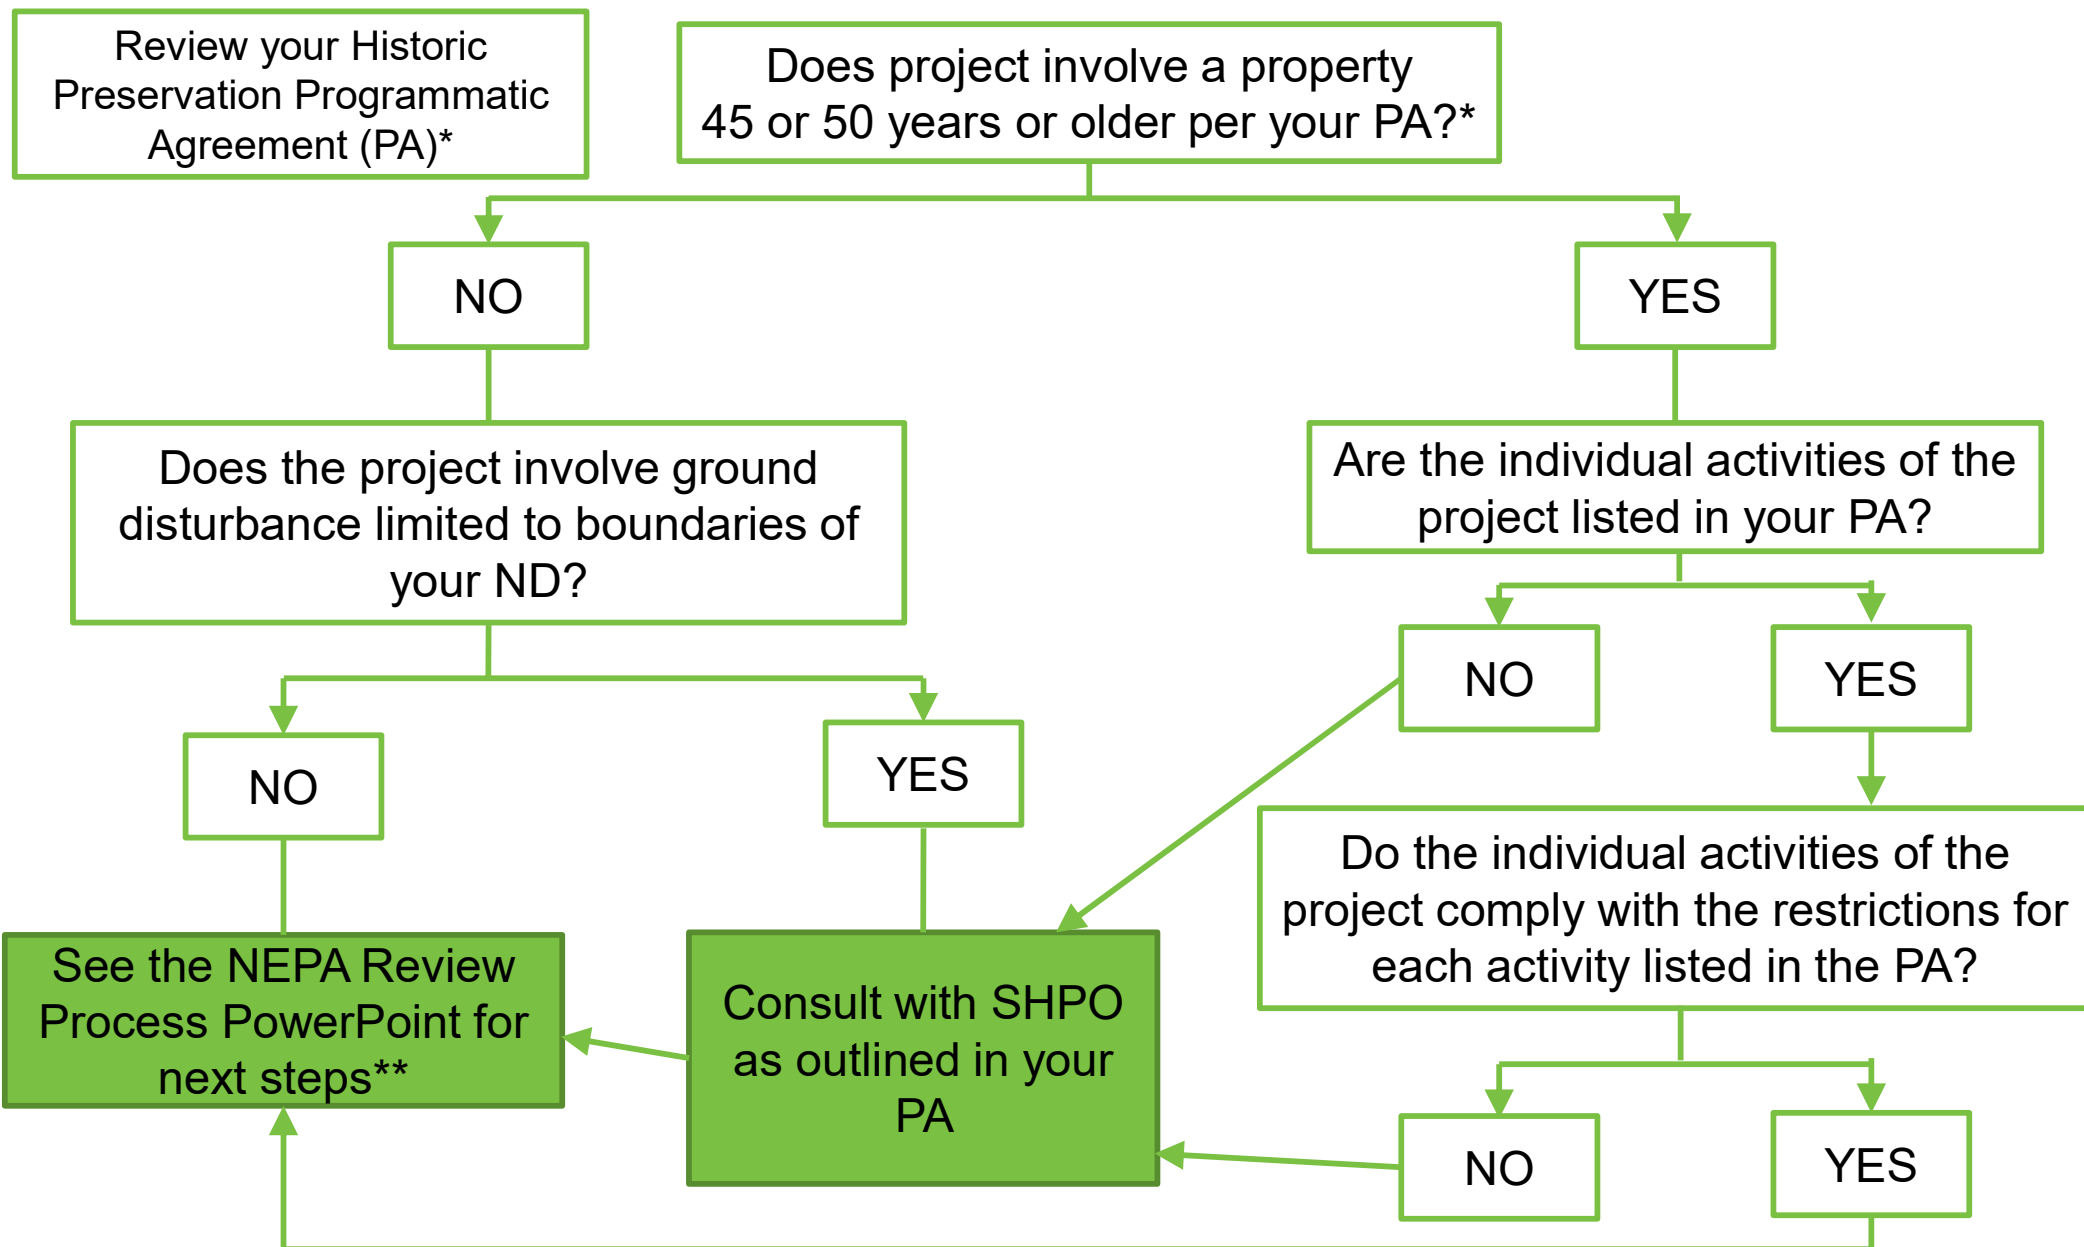 Review your Historic
Preservation Programmatic
Agreement (PA)*
Does project involve a property
45 or 50 years or older per your PA?*
NO
YES
Does the project involve ground
disturbance limited to boundaries of
your ND?
Are the individual activities of the
project listed in your PA?
NO
YES
NO
YES
Do the individual activities of the
project comply with the restrictions for
each activity listed in the PA?
See the NEPA Review
Process PowerPoint for
next steps**
Consult with SHPO
as outlined in your
PA
NO
YES